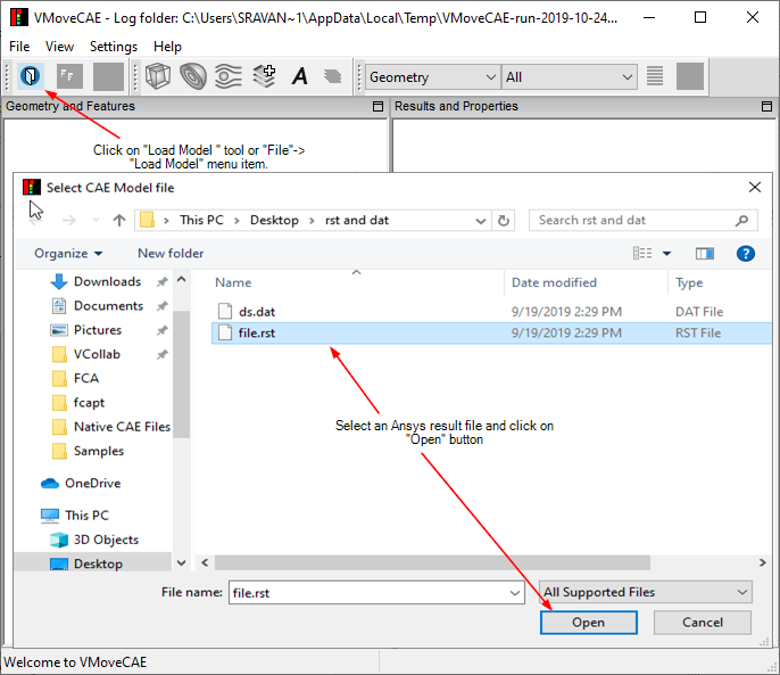 VMoveCAE - Log folder: C:\Users\SRAVAN~1\AppData\Local\Temp\VMoveCAE-run-2019-10-24...
File View Settings Help
FF A Geometry All
Geometry and Features Results and Properties
Click on "Load Model " tool or "File"->
"Load Model" menu item.
Select CAE Model file
This PC > Desktop > rst and dat Search rst and dat
Organize New folder ?
Name Date modified Type
Downloads
Documents
Pictures
VCollab
FCA
fcapt
Native CAE Files
Samples
OneDrive
This PC
3D Objects
Desktop
ds.dat 9/19/2019 2:29 PM DAT File
file.rst 9/19/2019 2:29 PM RST File
Select an Ansys result file and click on
"Open" button
File name: file.rst All Supported Files
Open Cancel
Welcome to VMoveCAE